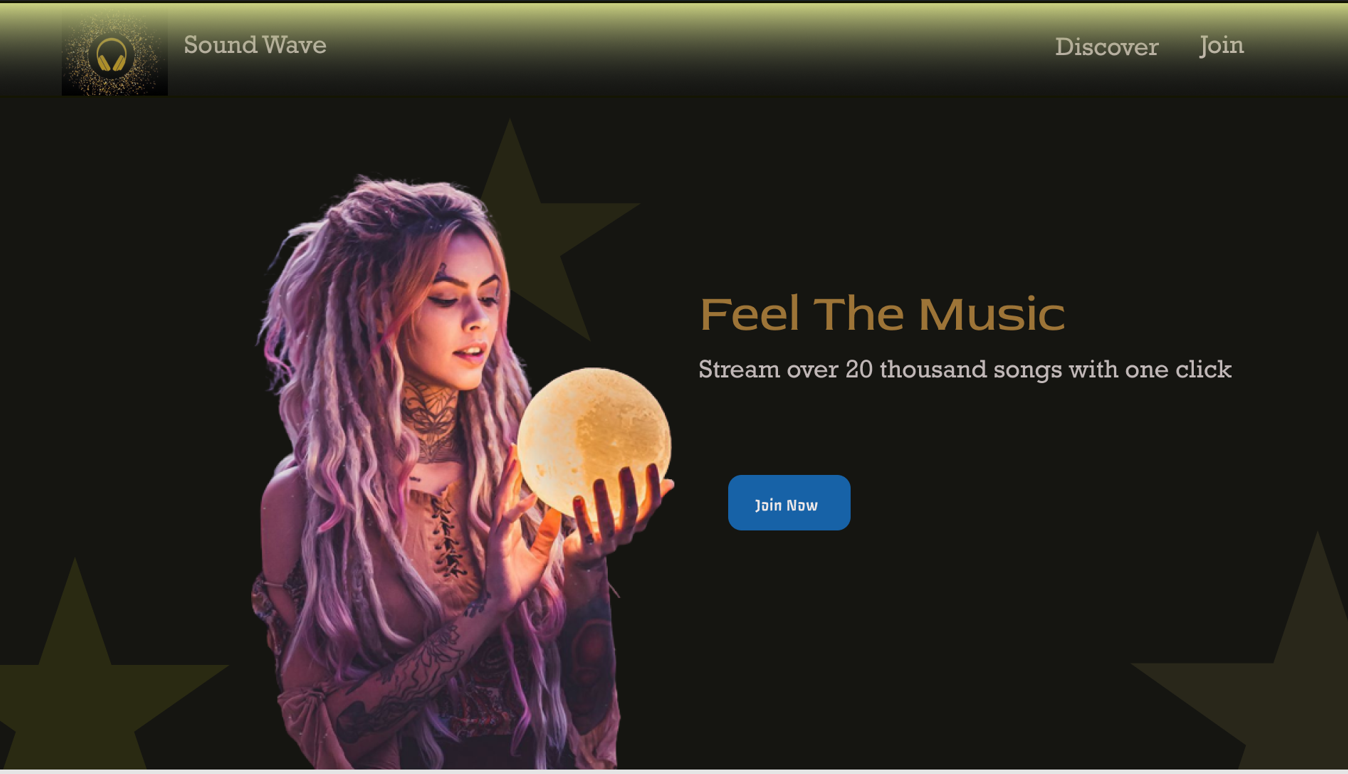 Sound Wave
Discover
Join
Feel The Music
Stream over 20 thousand songs with one click
Join Now